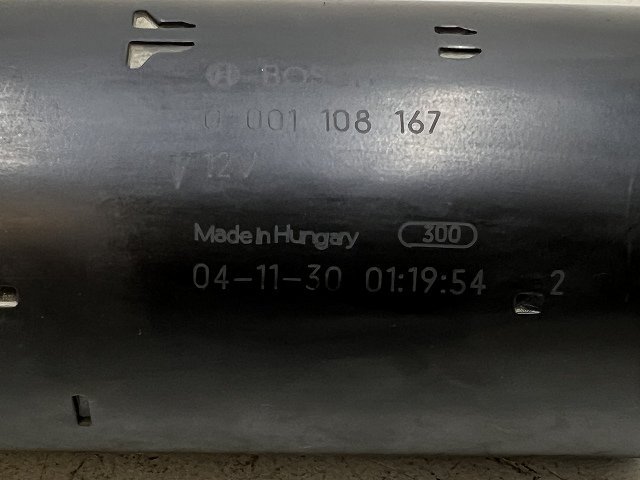 BOSCH
0 001 108 167
12V
Made in Hungary 300
04-11-30 01:19:54 2